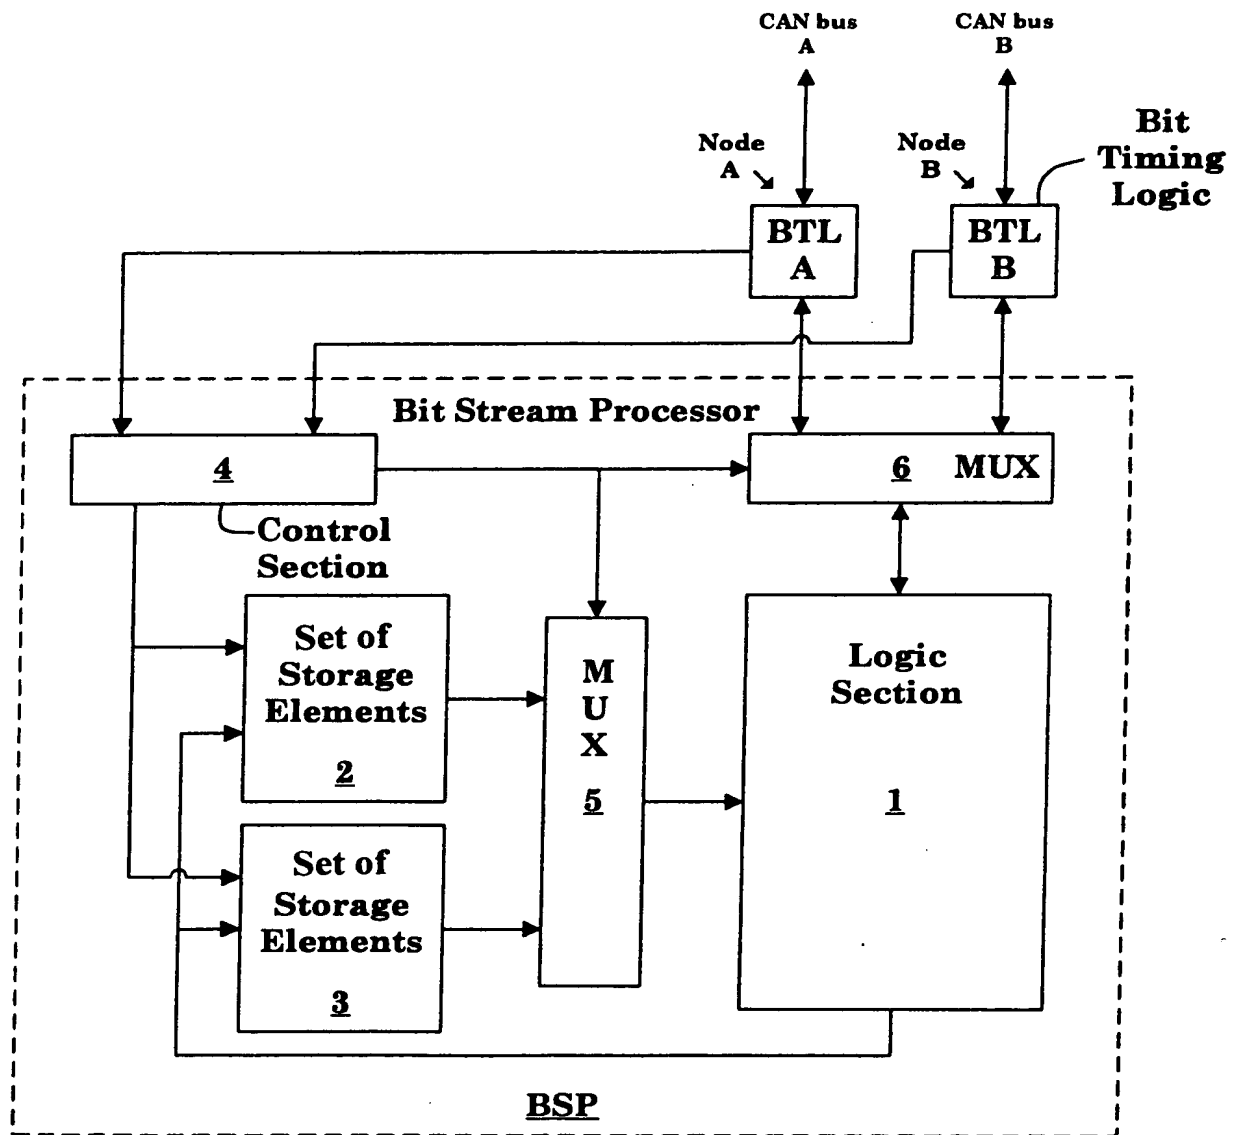 CAN bus
A
CAN bus
B
Node
A
Node
B
Bit
Timing
Logic
BTL
A
BTL
B
Bit Stream Processor
4
6 MUX
Control
Section
Set of
Storage
Elements
2
M
U
X
5
Logic
Section
1
Set of
Storage
Elements
3
BSP